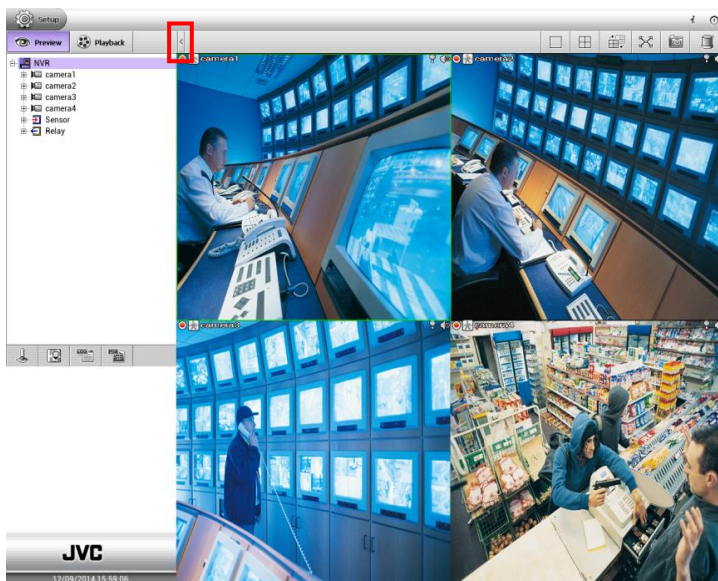 Setup
i
Preview Playback <
NVR
camera1
camera2
camera3
camera4
Sensor
Relay
camera1
camera2
camera3
camera4
JVC
12/09/2014 15:59:06